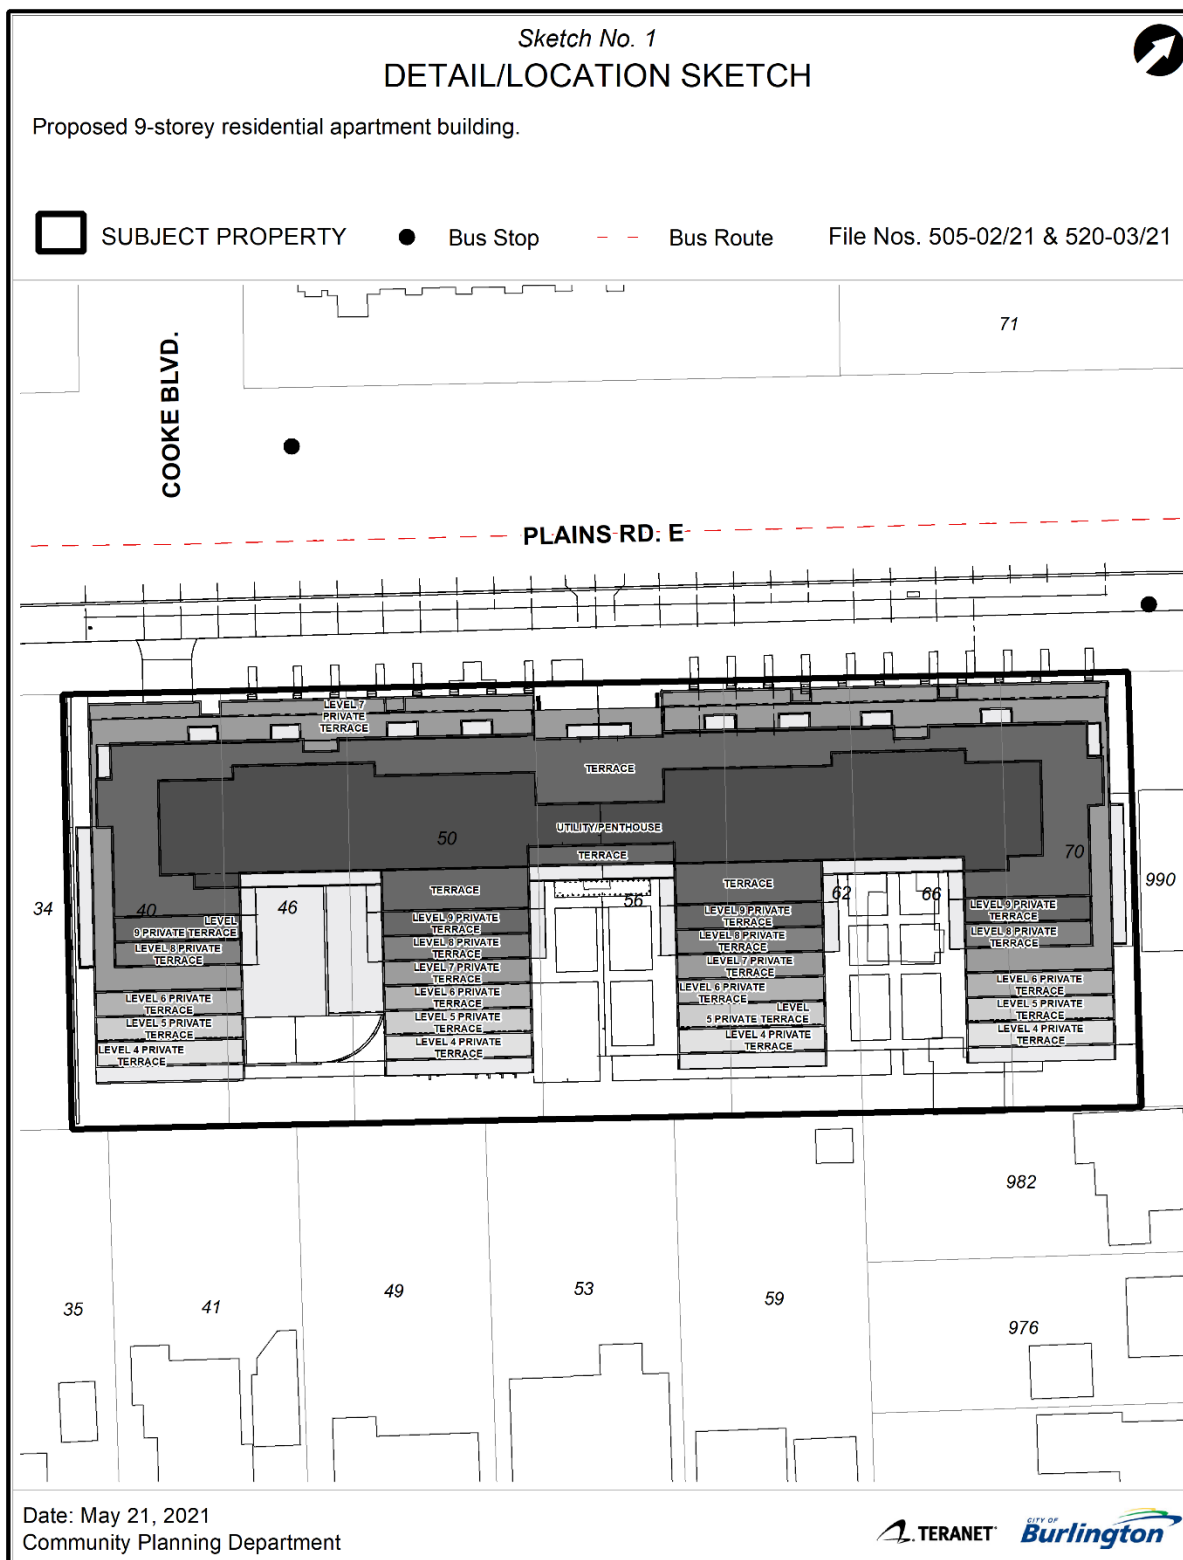 Sketch No. 1
DETAIL/LOCATION SKETCH
Proposed 9-storey residential apartment building.
SUBJECT PROPERTY
Bus Stop
Bus Route
File Nos. 505-02/21 & 520-03/21
71
COOKE BLVD.
PLAINS RD. E
LEVEL 7
PRIVATE
TERRACE
TERRACE
UTILITY/PENTHOUSE
50
TERRACE
70
34
40
46
56
62
66
990
LEVEL
9 PRIVATE TERRACE
LEVEL 8 PRIVATE
TERRACE
LEVEL 6 PRIVATE
TERRACE
LEVEL 5 PRIVATE
TERRACE
LEVEL 4 PRIVATE
TERRACE
TERRACE
LEVEL 9 PRIVATE
TERRACE
LEVEL 8 PRIVATE
TERRACE
LEVEL 7 PRIVATE
TERRACE
LEVEL 6 PRIVATE
TERRACE
LEVEL 5 PRIVATE
TERRACE
LEVEL 4 PRIVATE
TERRACE
TERRACE
LEVEL 9 PRIVATE
TERRACE
LEVEL 8 PRIVATE
TERRACE
LEVEL 7 PRIVATE
TERRACE
LEVEL 6 PRIVATE
TERRACE
LEVEL
5 PRIVATE TERRACE
LEVEL 4 PRIVATE
TERRACE
LEVEL 9 PRIVATE
TERRACE
LEVEL 8 PRIVATE
TERRACE
LEVEL 6 PRIVATE
TERRACE
LEVEL 5 PRIVATE
TERRACE
LEVEL 4 PRIVATE
TERRACE
982
35
41
49
53
59
976
Date: May 21, 2021
Community Planning Department
TERANET
CITY OF
Burlington